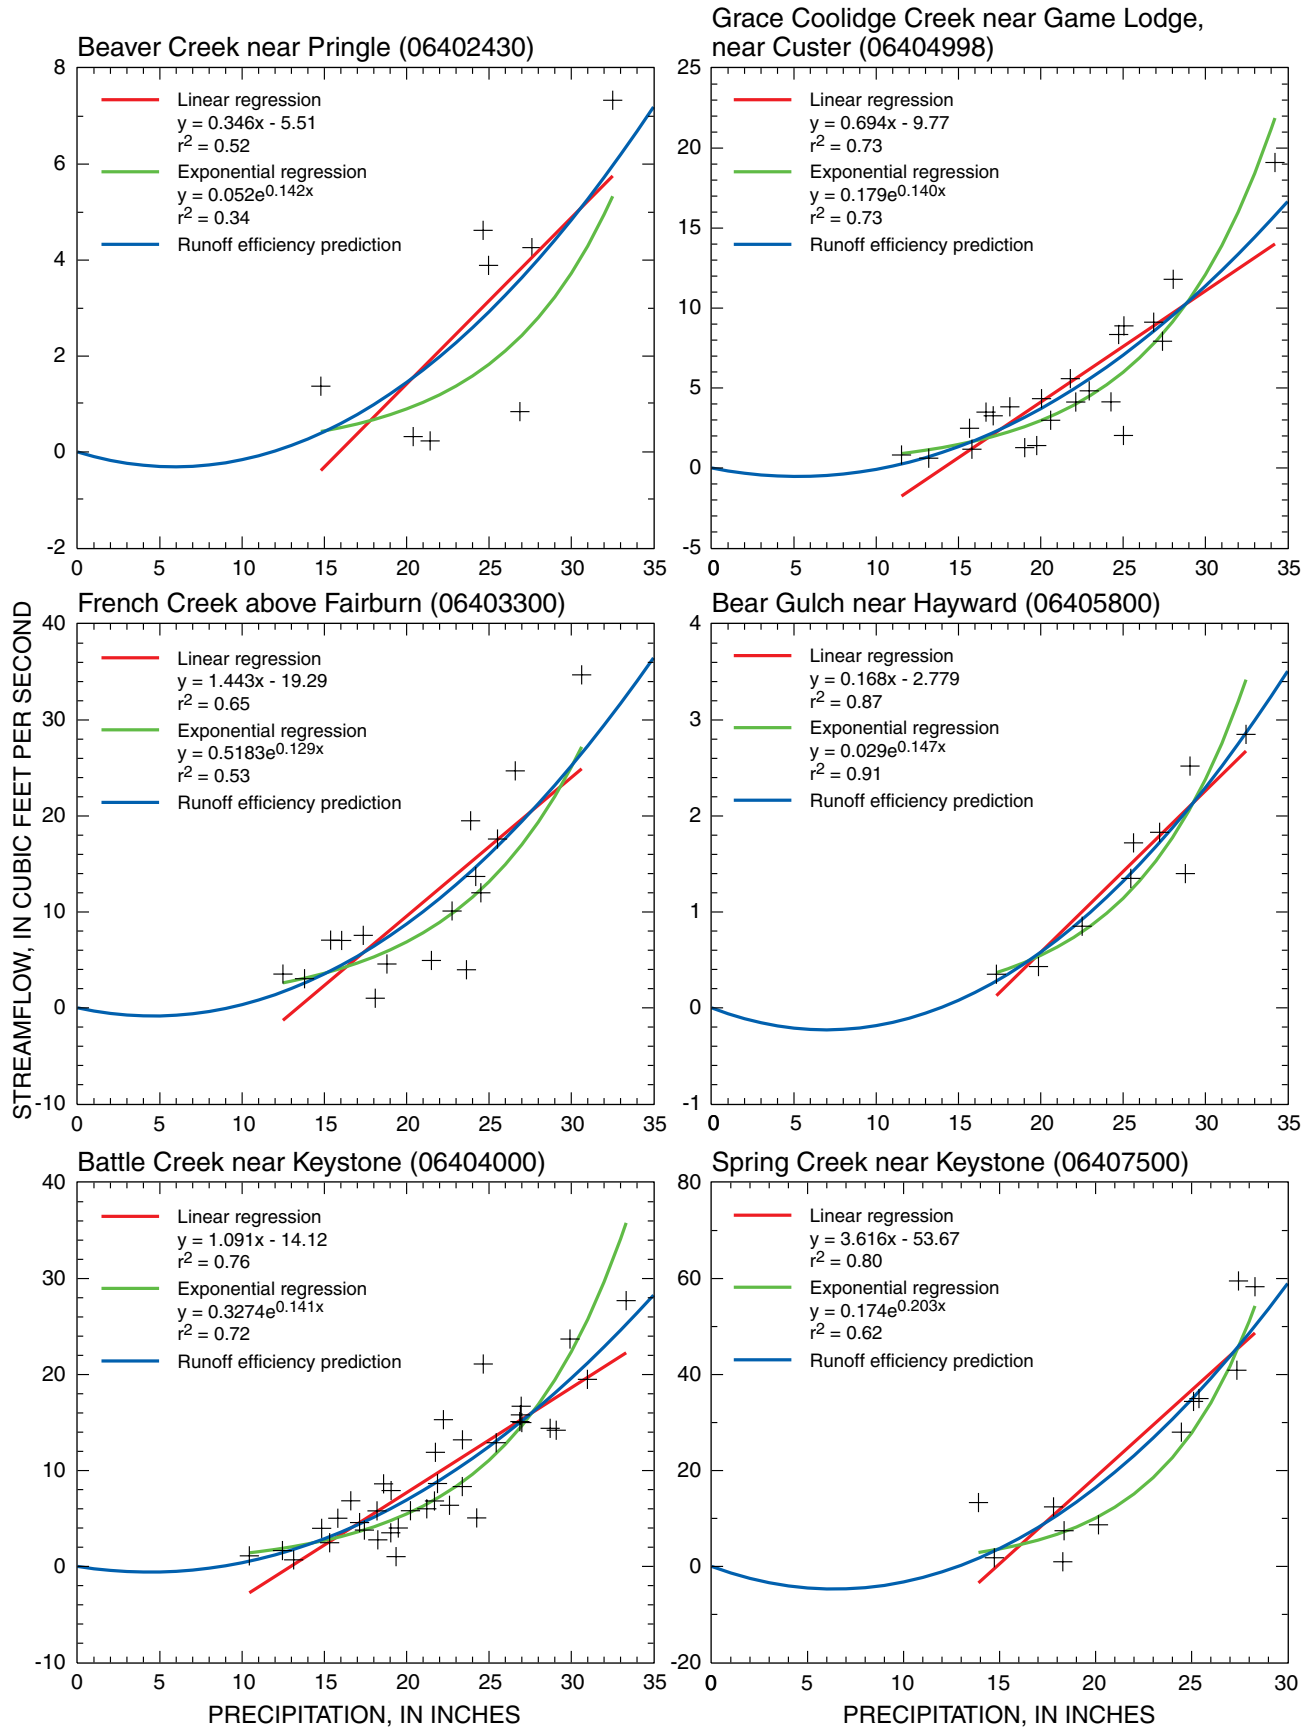 Beaver Creek near Pringle (06402430)
8
6
4
2
0
-2
0 5 10 15 20 25 30 35
Linear regression
y = 0.346x - 5.51
r2 = 0.52
Exponential regression
y = 0.052e0.142x
r2 = 0.34
Runoff efficiency prediction
Grace Coolidge Creek near Game Lodge,
near Custer (06404998)
25
20
15
10
5
0
-5
0 5 10 15 20 25 30 35
Linear regression
y = 0.694x - 9.77
r2 = 0.73
Exponential regression
y = 0.179e0.140x
r2 = 0.73
Runoff efficiency prediction
STREAMFLOW, IN CUBIC FEET PER SECOND
French Creek above Fairburn (06403300)
40
30
20
10
0
-10
0 5 10 15 20 25 30 35
Linear regression
y = 1.443x - 19.29
r2 = 0.65
Exponential regression
y = 0.5183e0.129x
r2 = 0.53
Runoff efficiency prediction
Bear Gulch near Hayward (06405800)
4
3
2
1
0
-1
0 5 10 15 20 25 30 35
Linear regression
y = 0.168x - 2.779
r2 = 0.87
Exponential regression
y = 0.029e0.147x
r2 = 0.91
Runoff efficiency prediction
Battle Creek near Keystone (06404000)
40
30
20
10
0
-10
0 5 10 15 20 25 30 35
Linear regression
y = 1.091x - 14.12
r2 = 0.76
Exponential regression
y = 0.3274e0.141x
r2 = 0.72
Runoff efficiency prediction
PRECIPITATION, IN INCHES
Spring Creek near Keystone (06407500)
80
60
40
20
0
-20
0 5 10 15 20 25 30
Linear regression
y = 3.616x - 53.67
r2 = 0.80
Exponential regression
y = 0.174e0.203x
r2 = 0.62
Runoff efficiency prediction
PRECIPITATION, IN INCHES